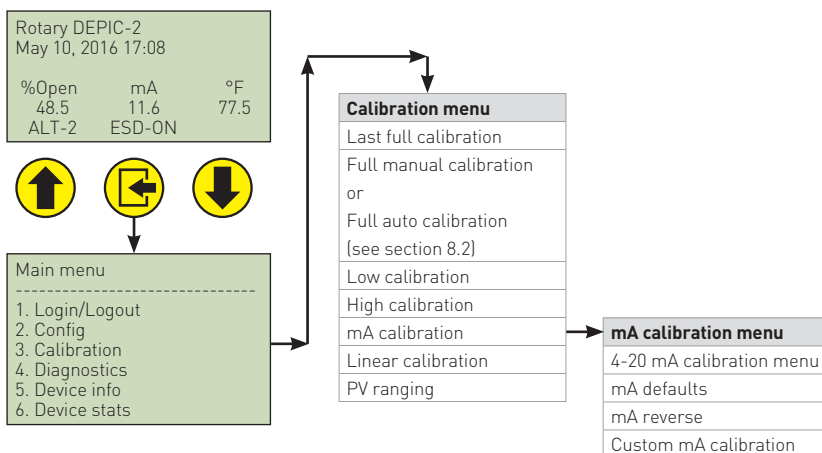 Rotary DEPIC-2
May 10, 2016 17:08
%Open mA °F
48.5 11.6 77.5
ALT-2 ESD-ON
Main menu
--------------------------------
1. Login/Logout
2. Config
3. Calibration
4. Diagnostics
5. Device info
6. Device stats
Calibration menu
Last full calibration
Full manual calibration
or
Full auto calibration
(see section 8.2)
Low calibration
High calibration
mA calibration
Linear calibration
PV ranging
mA calibration menu
4-20 mA calibration menu
mA defaults
mA reverse
Custom mA calibration